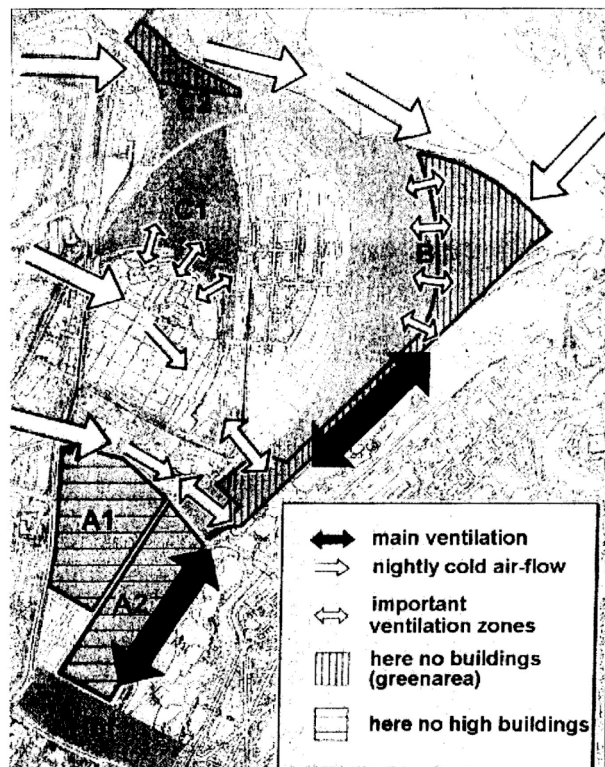 C2
C1
B
A1
A2
main ventilation
nightly cold air-flow
important
ventilation zones
here no buildings
(greenarea)
here no high buildings